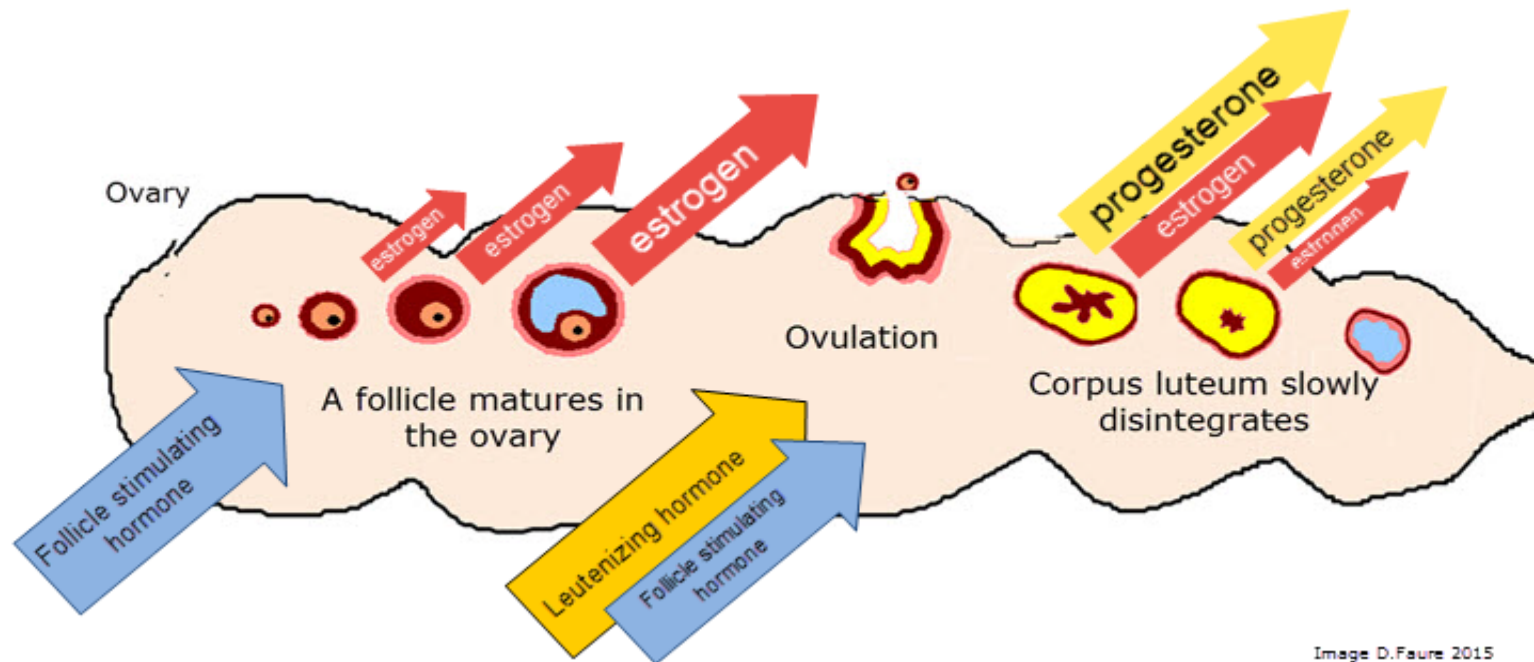 Ovary
estrogen
estrogen
estrogen
progesterone
estrogen
progesterone
estrogen
Ovulation
A follicle matures in
the ovary
Corpus luteum slowly
disintegrates
Follicle stimulating
hormone
Leutenizing hormone
Follicle stimulating
hormone
Image D.Faure 2015